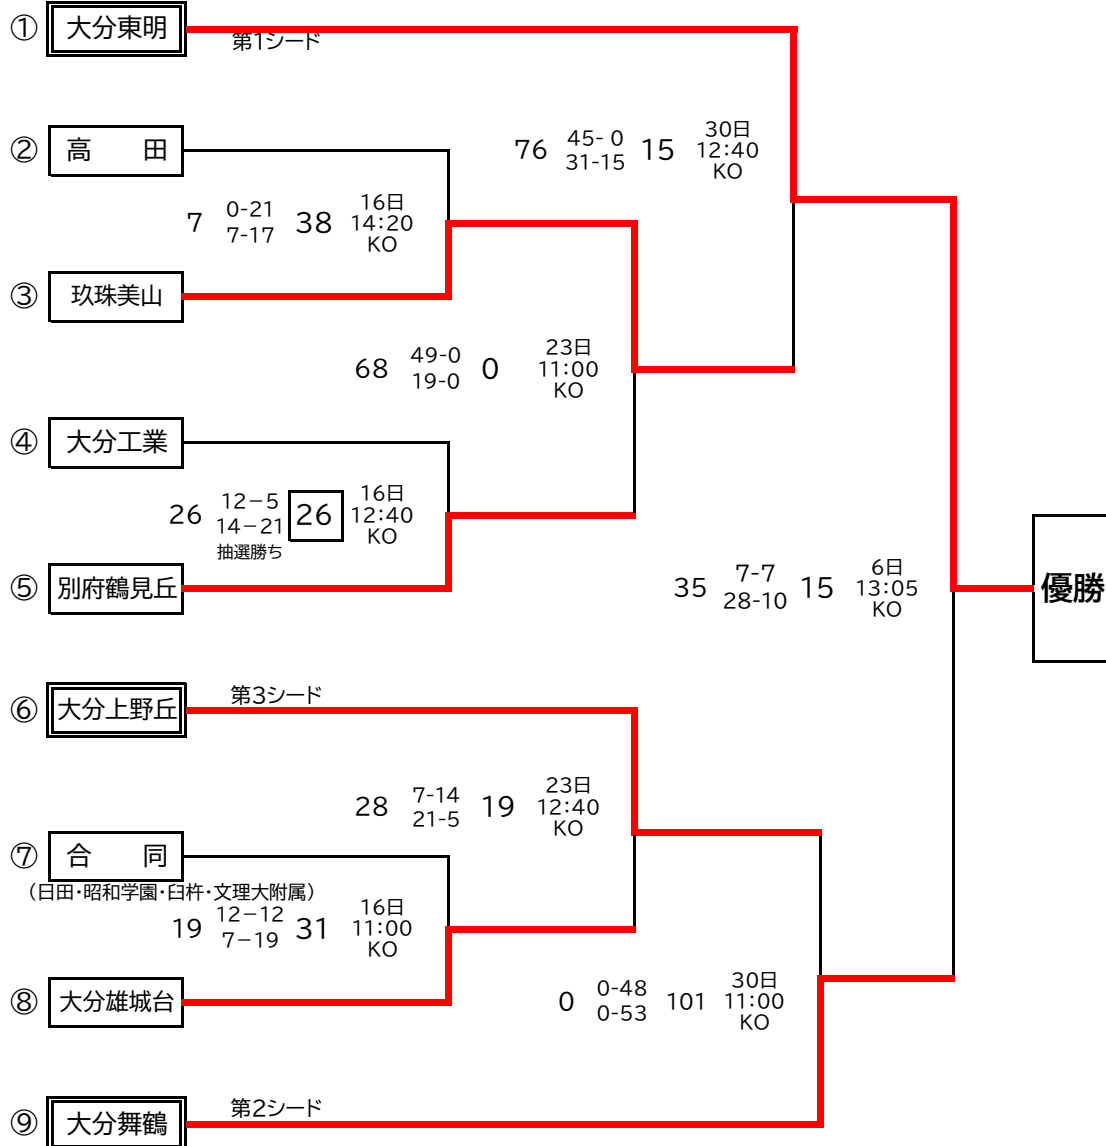 ① 大分東明
第1シード
② 高　田
76 45- 0 15 30日
31-15 12:40
KO
7 0-21 38 16日
7-17 14:20
KO
③ 玖珠美山
68 49-0 0 23日
19-0 11:00
KO
④ 大分工業
26 12－5 26 16日
14－21 12:40
抽選勝ち KO
⑤ 別府鶴見丘
35 7-7 15 6日
28-10 13:05
KO
優勝
⑥ 大分上野丘
第3シード
28 7-14 19 23日
21-5 12:40
KO
⑦ 合　同
（日田・昭和学園・臼杵・文理大附属）
19 12－12 31 16日
7－19 11:00
KO
⑧ 大分雄城台
0 0-48 101 30日
0-53 11:00
KO
第2シード
⑨ 大分舞鶴